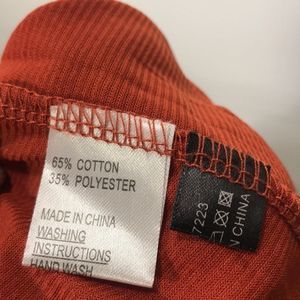 65% COTTON
35% POLYESTER
MADE IN CHINA
WASHING
INSTRUCTIONS
HAND WASH
7223
N CHINA